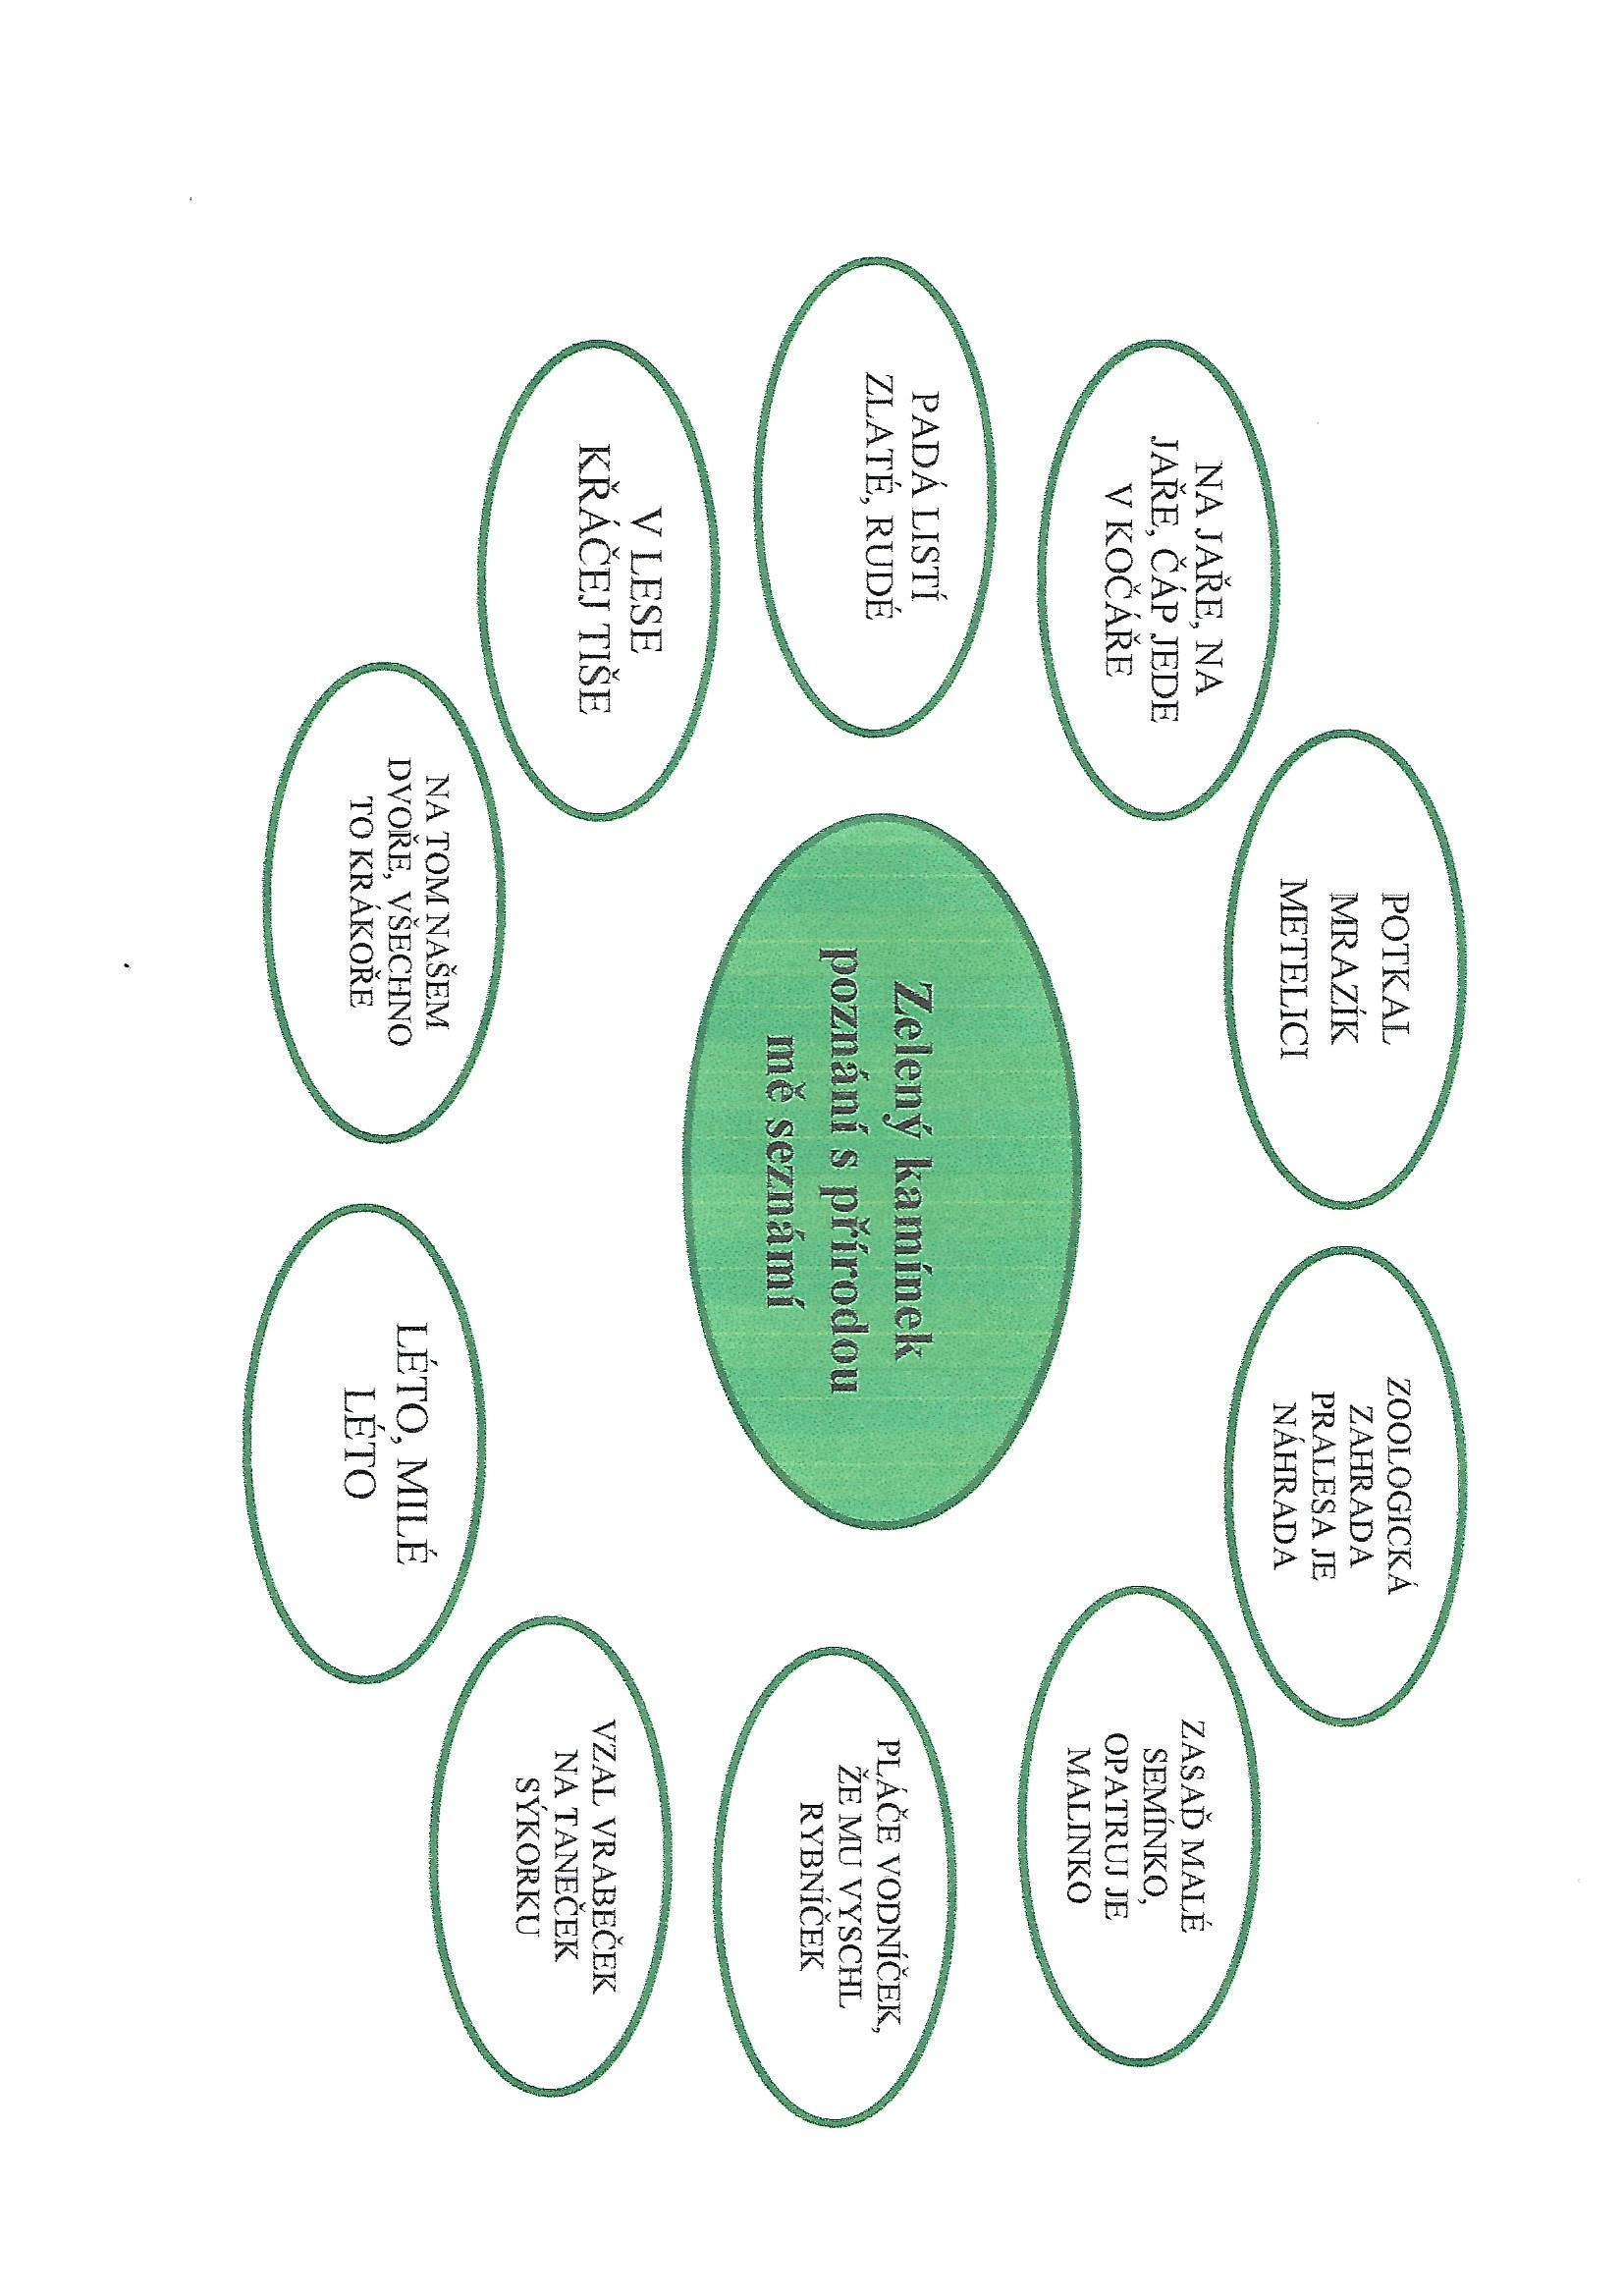 POTKAL
MRAZÍK
METELICI
ZOOLOGICKÁ
ZAHRADA
PRALESA JE
NÁHRADA
NA JAŘE, NA
JAŘE, ČÁP JEDE
V KOČÁŘE
ZASAĎ MALÉ
SEMÍNKO,
OPATRUJ JE
MALINKO
PADÁ LISTÍ
ZLATÉ, RUDÉ
Zelený kamínek
poznání s přírodou
mě seznámí
PLÁČE VODNÍČEK,
ŽE MU VYSCHL
RYBNÍČEK
V LESE
KŘÁČEJ TIŠE
VZAL VRABEČEK
NA TANEČEK
SÝKORKU
NA TOM NAŠEM
DVOŘE, VŠECHNO
TO KRÁKOŘE
LÉTO, MILÉ
LÉTO